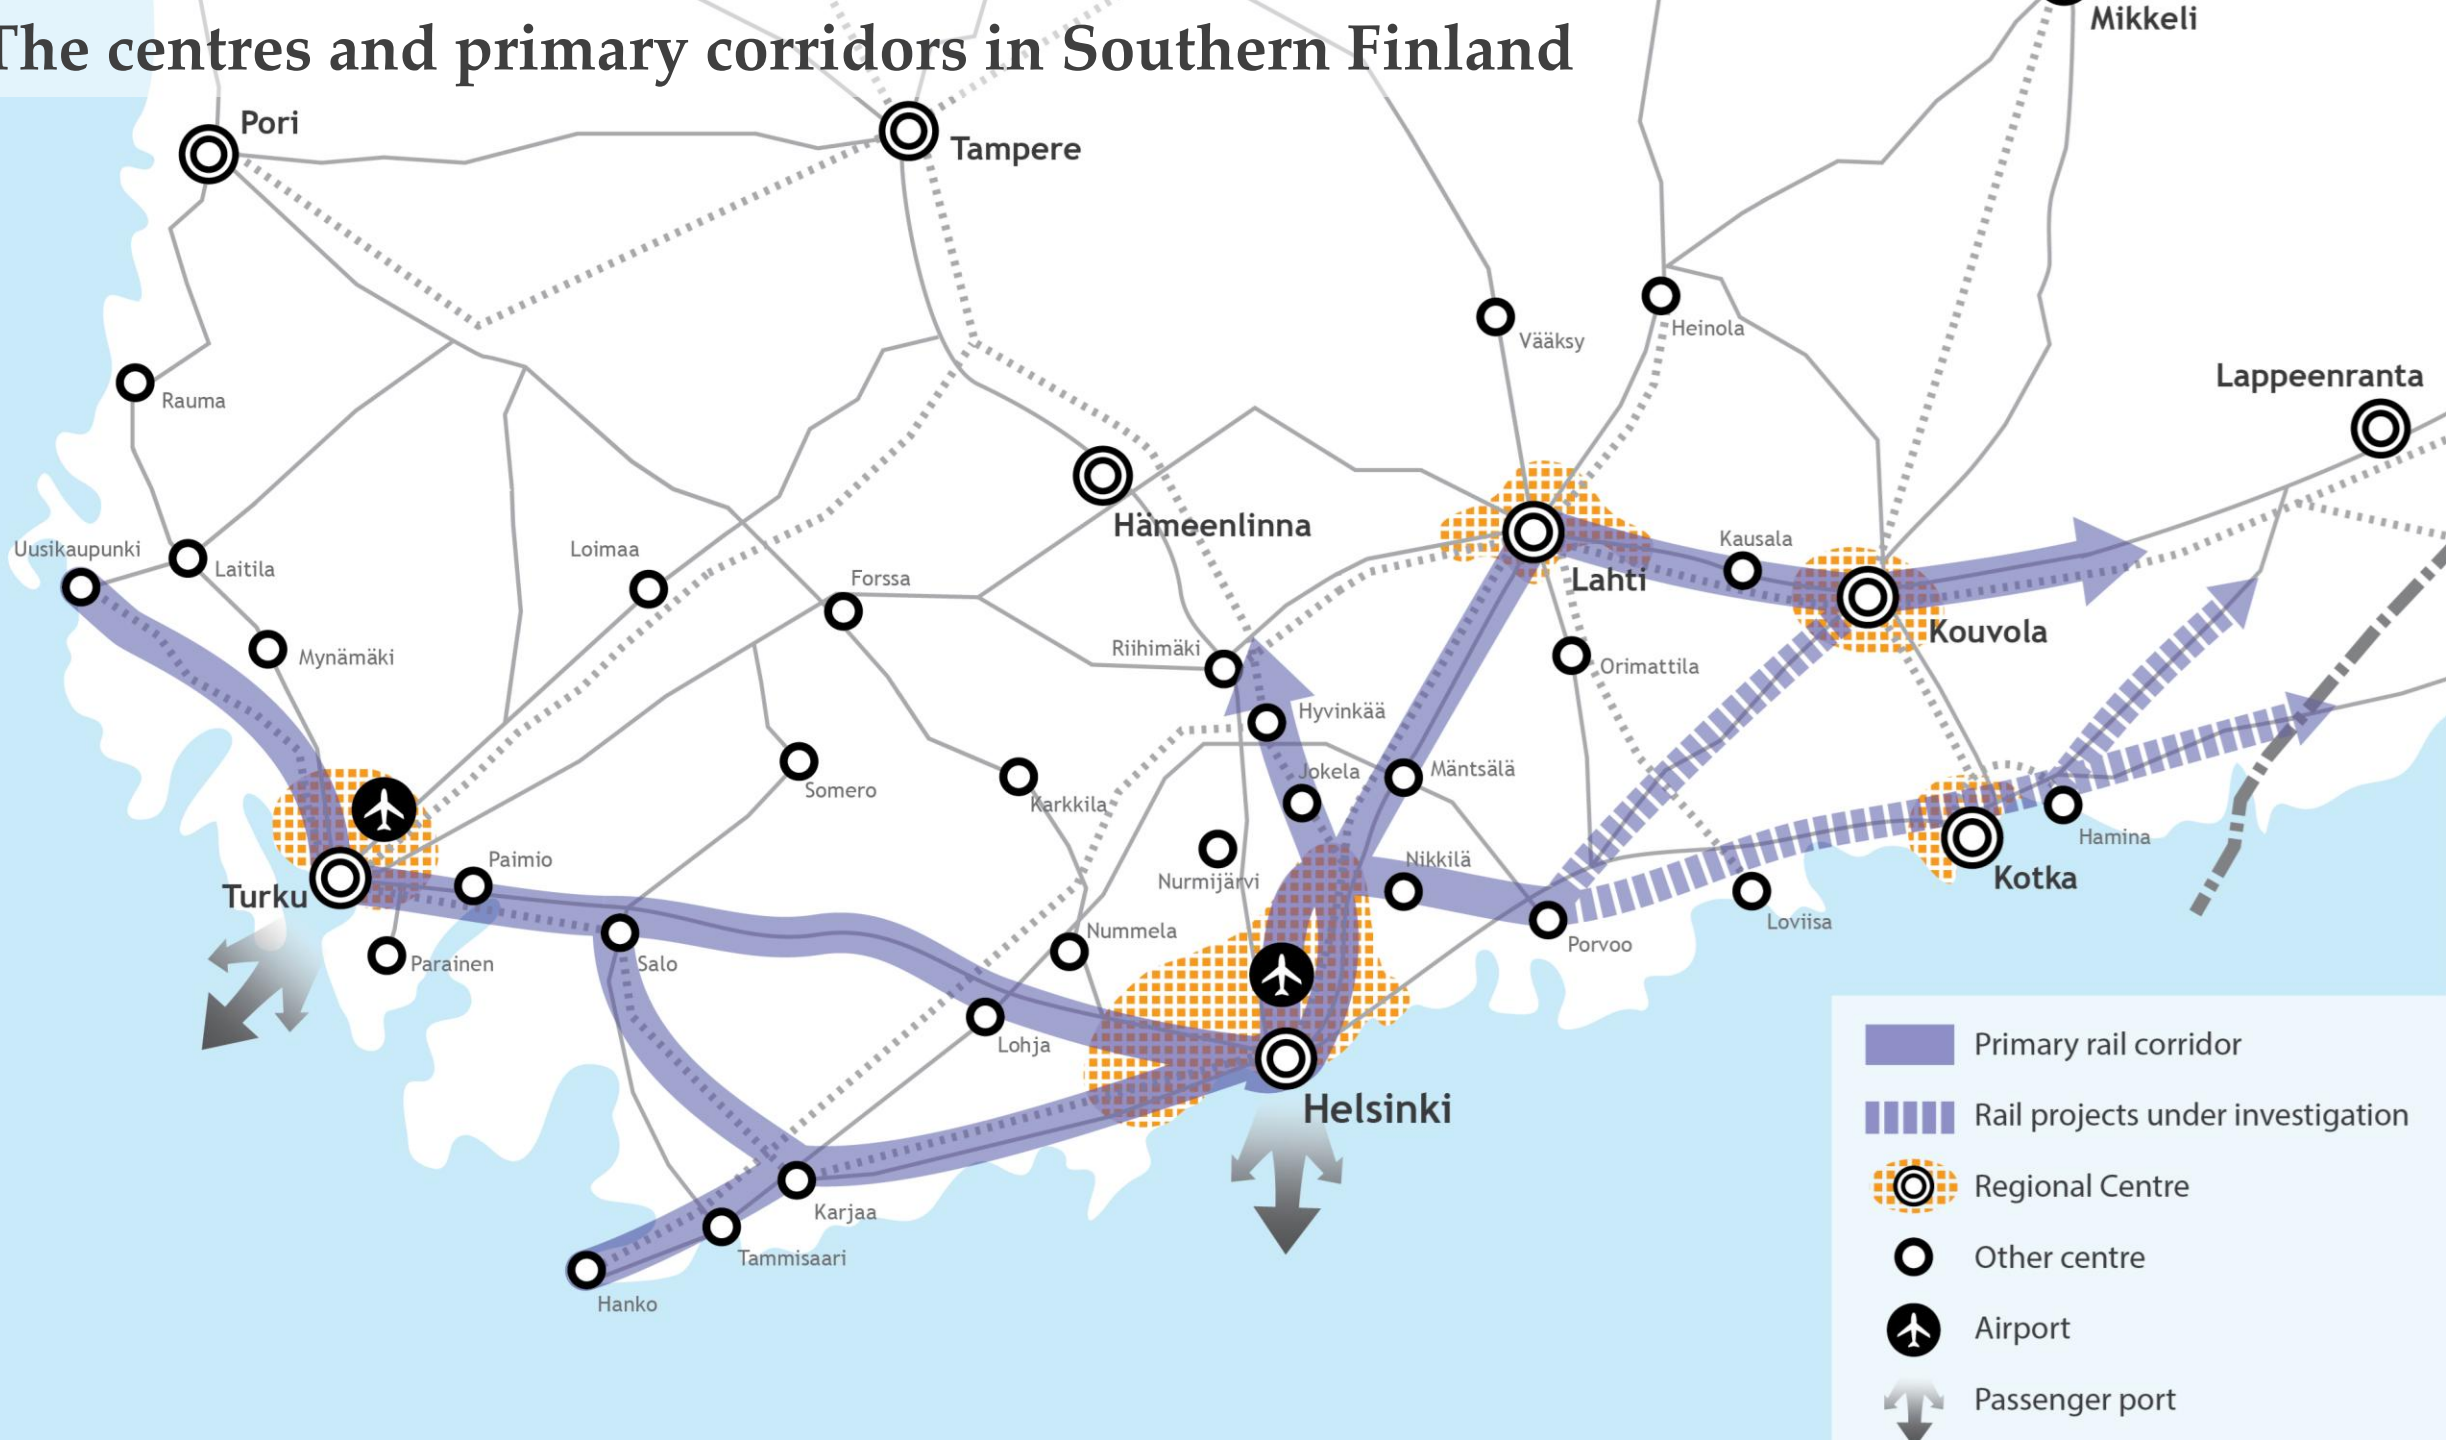 The centres and primary corridors in Southern Finland
Mikkeli
Pori
Tampere
Heinola
Vääksy
Lappeenranta
Rauma
Hämeenlinna
Kausala
Uusikaupunki
Loimaa
Laitila
Forssa
Lahti
Kouvola
Riihimäki
Mynämäki
Orimattila
Hyvinkää
Jokela
Mäntsälä
Somero
Karkkila
Hamina
Paimio
Nikkilä
Nurmijärvi
Kotka
Turku
Loviisa
Nummela
Porvoo
Parainen
Salo
Lohja
Helsinki
Karjaa
Tammisaari
Hanko
Primary rail corridor
Rail projects under investigation
Regional Centre
Other centre
Airport
Passenger port